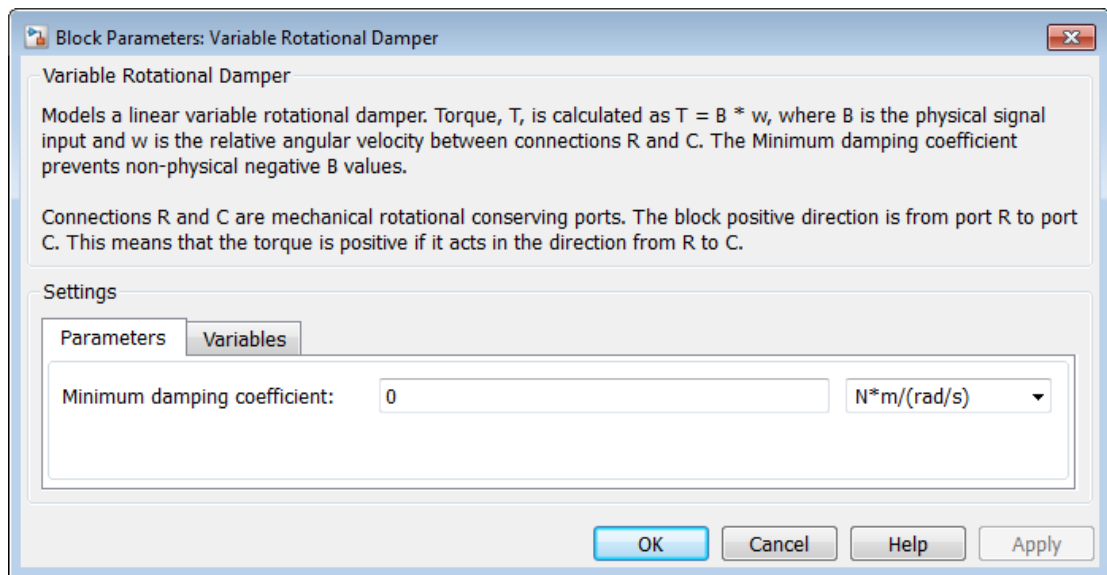 Block Parameters: Variable Rotational Damper
Variable Rotational Damper
Models a linear variable rotational damper. Torque, T, is calculated as T = B * w, where B is the physical signal
input and w is the relative angular velocity between connections R and C. The Minimum damping coefficient
prevents non-physical negative B values.
Connections R and C are mechanical rotational conserving ports. The block positive direction is from port R to port
C. This means that the torque is positive if it acts in the direction from R to C.
Settings
Parameters Variables
Minimum damping coefficient: 0 N*m/(rad/s)
OK Cancel Help Apply